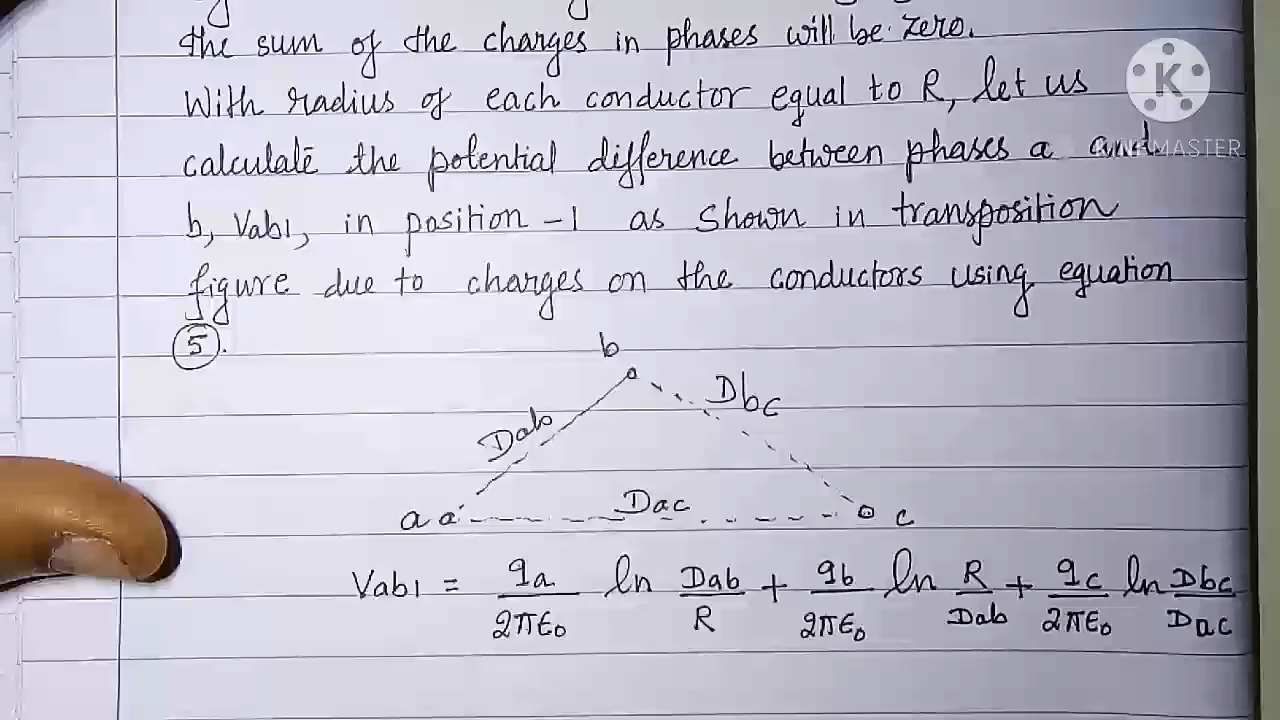 the sum of the charges in phases will be zero.
With radius of each conductor equal to R, let us
calculate the potential difference between phases a and
b, Vab1, in position -1 as shown in transposition
figure due to charges on the conductors using equation
5.
b
Dab
Dbc
a
Dac
c
Vab1 = qa/2πϵ0 ln Dab/R + qb/2πϵ0 ln R/Dab + qc/2πϵ0 ln Dbc/Dac
K
KINEMASTER